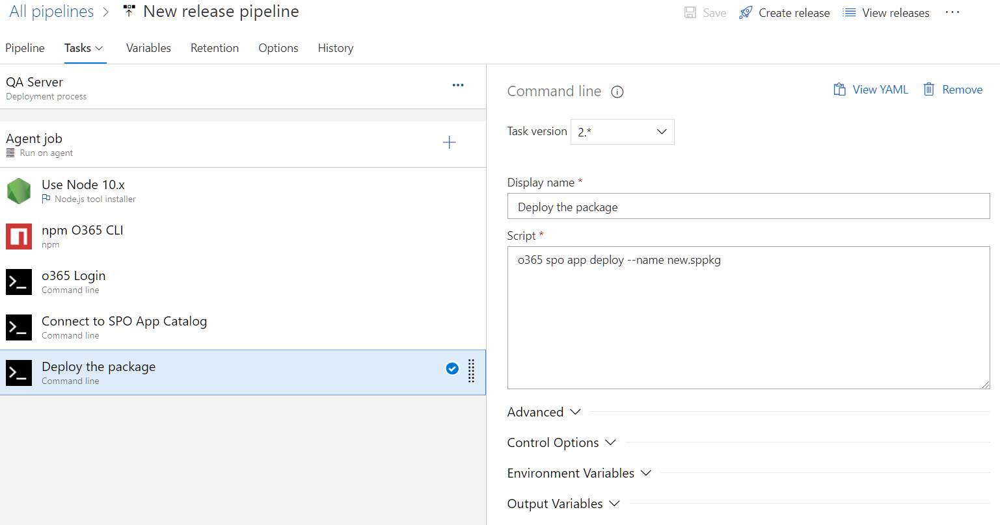 All pipelines > New release pipeline
Save Create release View releases ...
Pipeline Tasks Variables Retention Options History
QA Server
Deployment process
Agent job
Run on agent
Use Node 10.x
Node.js tool installer
npm O365 CLI
npm
o365 Login
Command line
Connect to SPO App Catalog
Command line
Deploy the package
Command line
Command line
View YAML Remove
Task version 2.*
Display name *
Deploy the package
Script *
o365 spo app deploy --name new.sppkg
Advanced
Control Options
Environment Variables
Output Variables